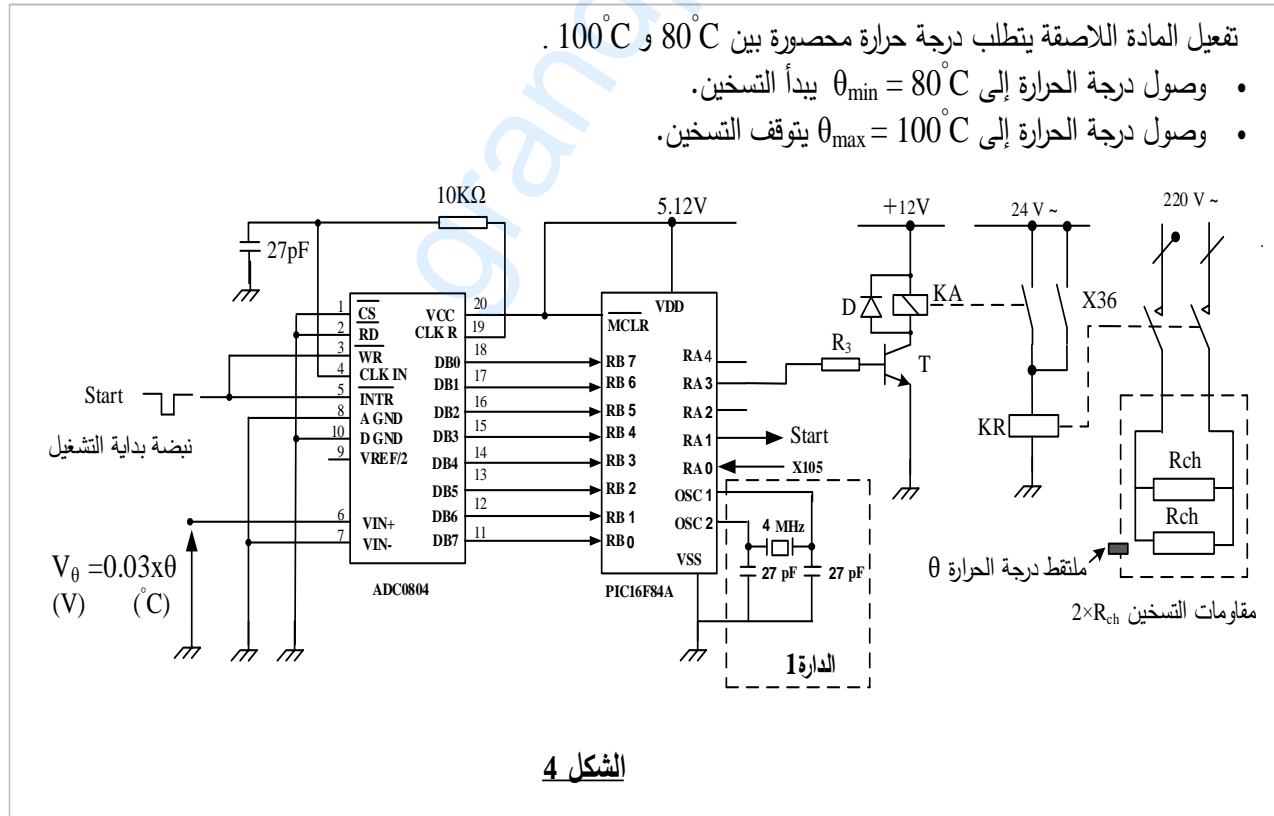 تفعيل المادة اللاصقة يتطلب درجة حرارة محصورة بين 80°C و 100°C .
• وصول درجة الحرارة إلى θmin = 80°C يبدأ التسخين.
• وصول درجة الحرارة إلى θmax = 100°C يتوقف التسخين.
10KΩ
27pF
5.12V
+12V
24 V ~
220 V ~
1 CS
2 RD
3 WR
4 CLK IN
5 INTR
8 A GND
10 D GND
9 VREF/2
6 VIN+
7 VIN-
VCC 20
CLK R 19
DB0 18
DB1 17
DB2 16
DB3 15
DB4 14
DB5 13
DB6 12
DB7 11
ADC0804
Start
نبضة بداية التشغيل
Vθ =0.03xθ
(V) (°C)
MCLR
VDD
RB 7
RB 6
RB 5
RB 4
RB 3
RB 2
RB 1
RB 0
RA 4
RA 3
RA 2
RA 1
RA 0
OSC 1
OSC 2
VSS
PIC16F84A
Start
X105
4 MHz
27 pF
27 pF
الدارة1
R3
D
KA
T
X36
KR
Rch
Rch
ملتقط درجة الحرارة θ
مقاومات التسخين 2×Rch
الشكل 4